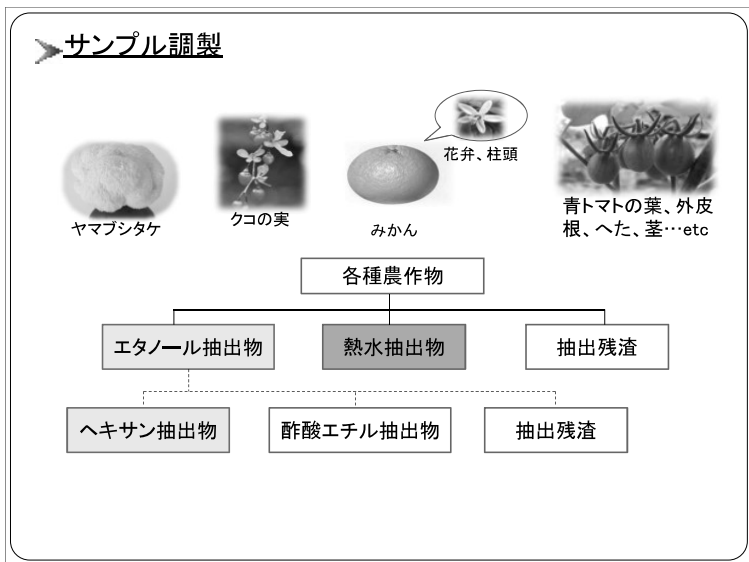 サンプル調製
花弁、柱頭
ヤマブシタケ
クコの実
みかん
青トマトの葉、外皮
根、へた、茎…etc
各種農作物
エタノール抽出物
熱水抽出物
抽出残渣
ヘキサン抽出物
酢酸エチル抽出物
抽出残渣